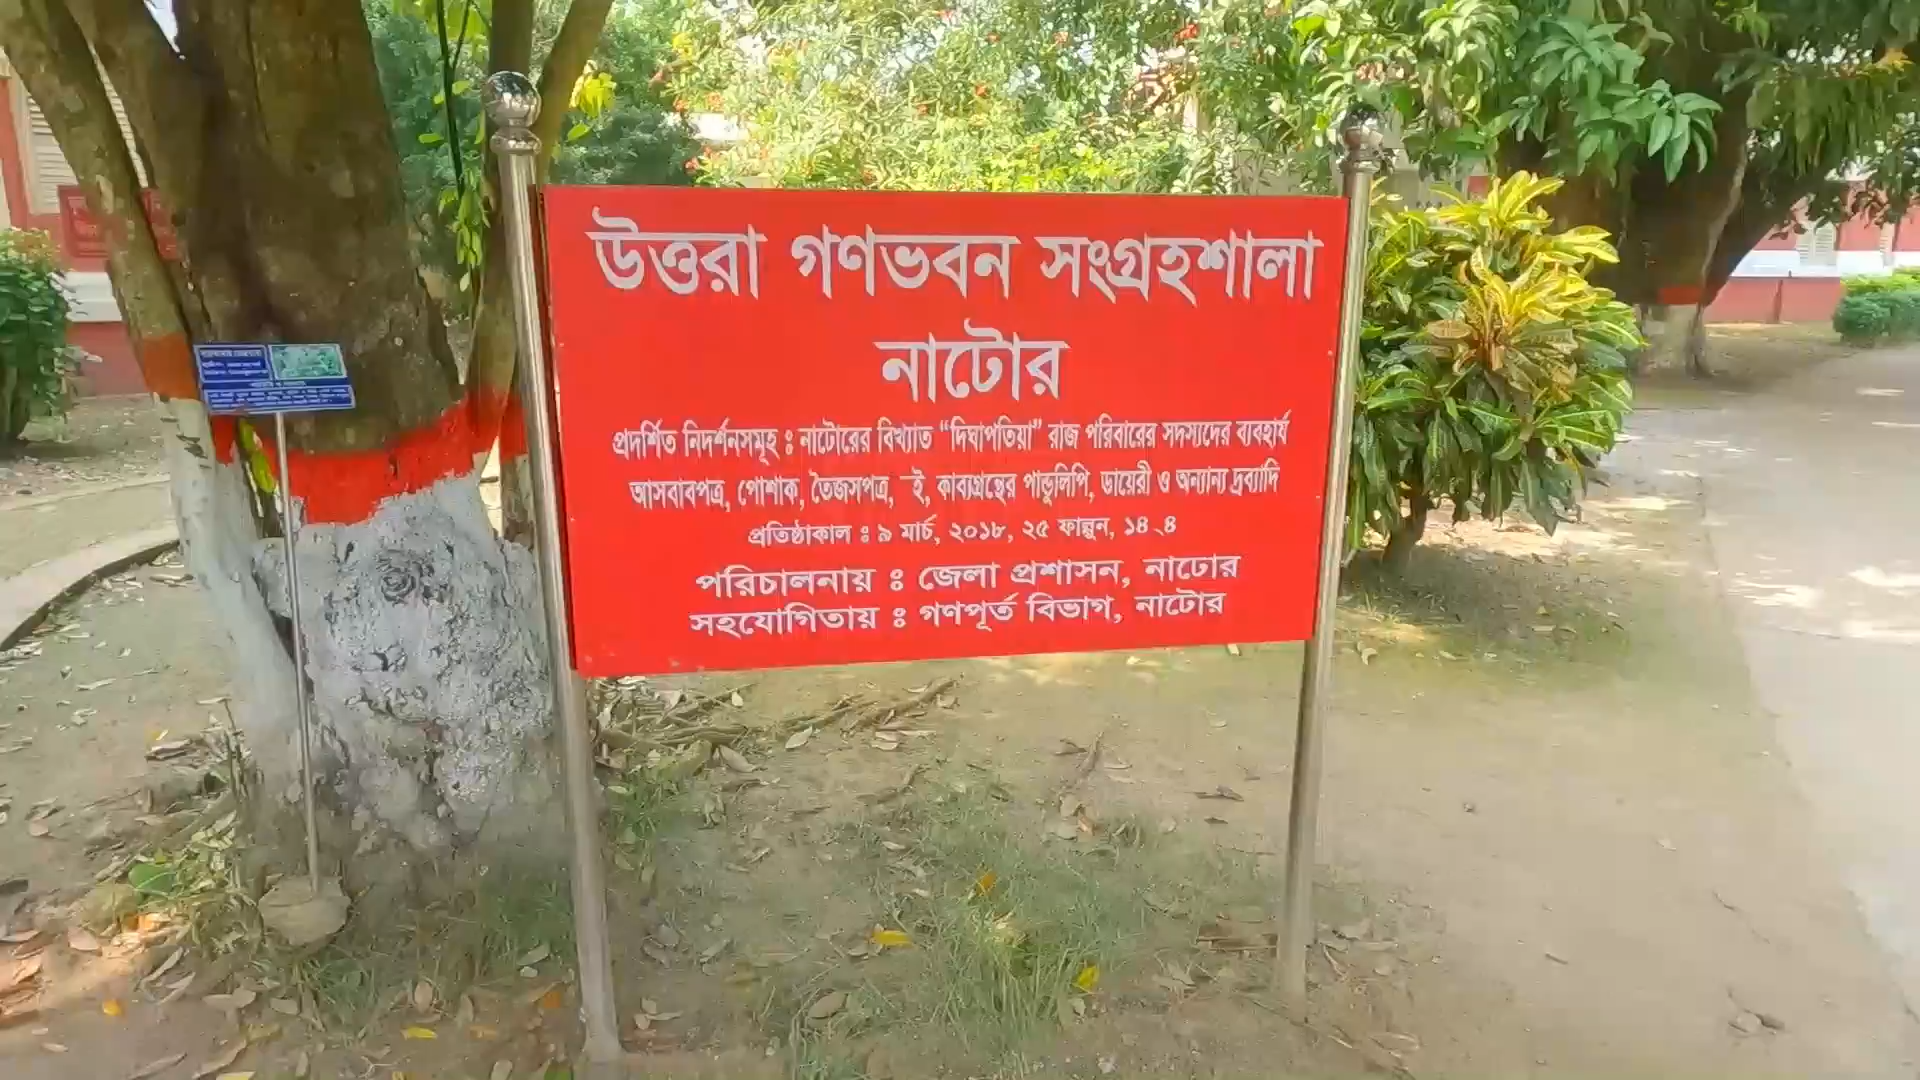 উত্তরা গণভবন সংগ্রহশালা
নাটোর
প্রদর্শিত নিদর্শনসমূহ ঃ নাটোরের বিখ্যাত “দিঘাপতিয়া” রাজ পরিবারের সদস্যদের ব্যবহার্য
আসবাবপত্র, পোশাক, তৈজসপত্র, কাব্যগ্রন্থের পান্ডুলিপি, ডায়েরী ও অন্যান্য দ্রব্যাদি
প্রতিষ্ঠাকাল ঃ ৯ মার্চ, ২০১৮, ২৫ ফাল্গুন,
পরিচালনায় ঃ জেলা প্রশাসন, নাটোর
সহযোগিতায় ঃ গণপূর্ত বিভাগ, নাটোর